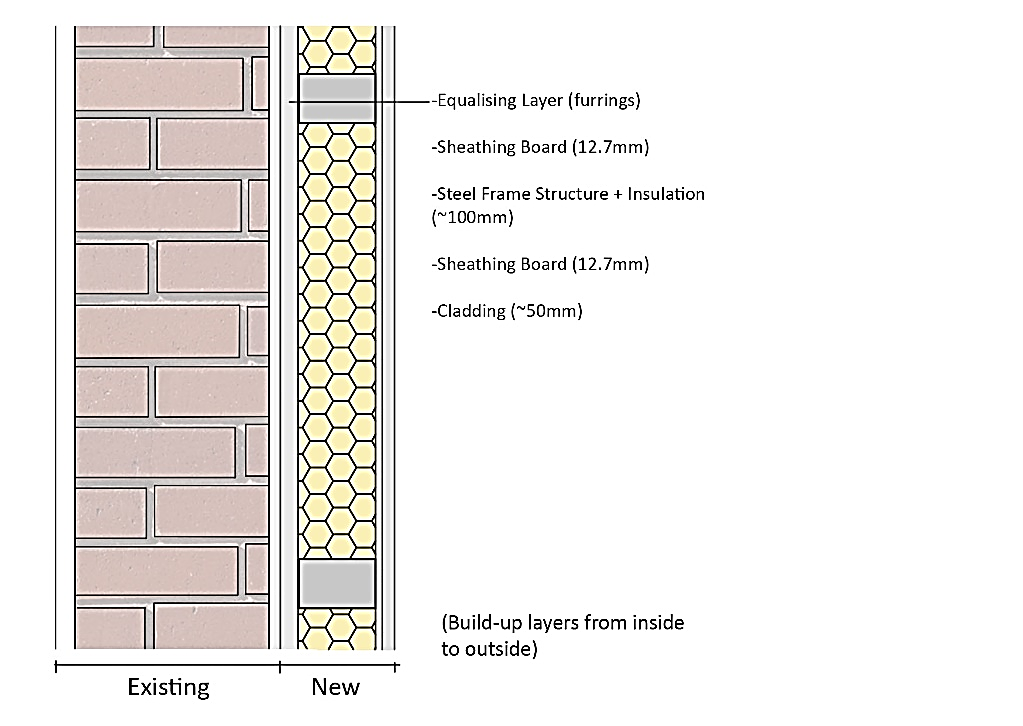 -Equalising Layer (furrings)
-Sheathing Board (12.7mm)
-Steel Frame Structure + Insulation
(~100mm)
-Sheathing Board (12.7mm)
-Cladding (~50mm)
(Build-up layers from inside
to outside)
Existing
New